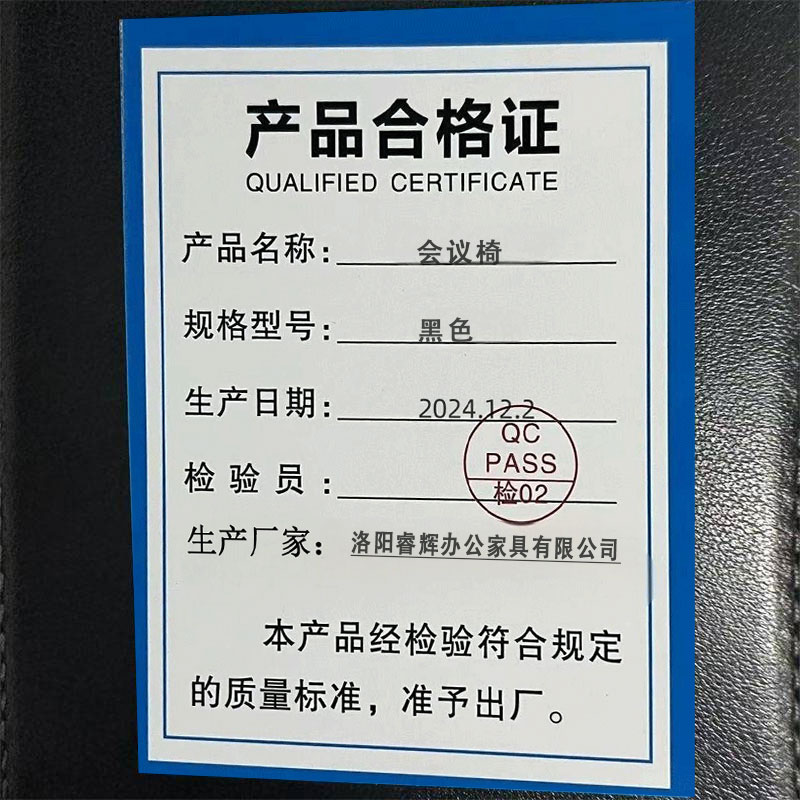 产品合格证
QUALIFIED CERTIFICATE
产品名称：会议椅
规格型号：黑色
生产日期：2024.12.2
QC
PASS
检02
检验员：
生产厂家：洛阳睿辉办公家具有限公司
本产品经检验符合规定
的质量标准，准予出厂。